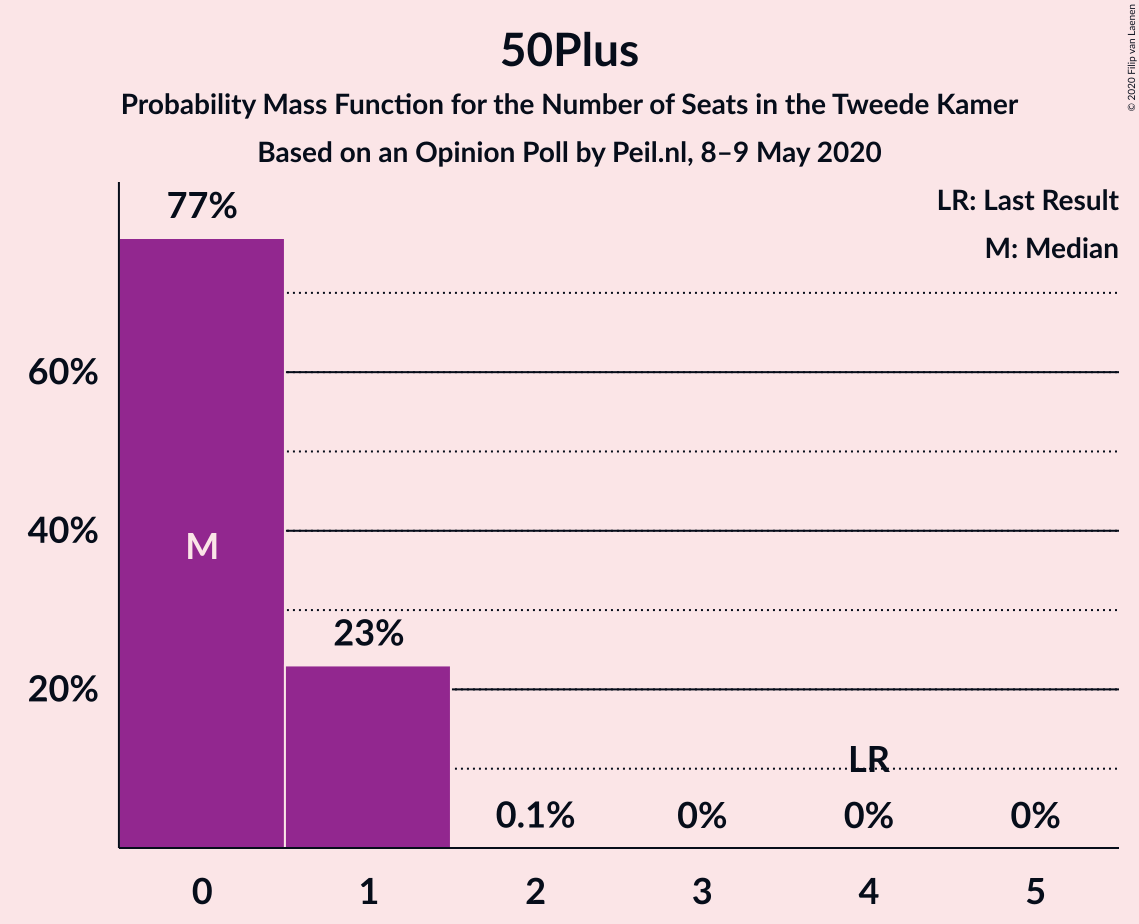 50Plus
Probability Mass Function for the Number of Seats in the Tweede Kamer
Based on an Opinion Poll by Peil.nl, 8–9 May 2020
© 2020 Filip van Laenen
LR: Last Result
M: Median
77%
60%
40%
M
23%
20%
LR
0.1%
0%
0%
0%
0
1
2
3
4
5